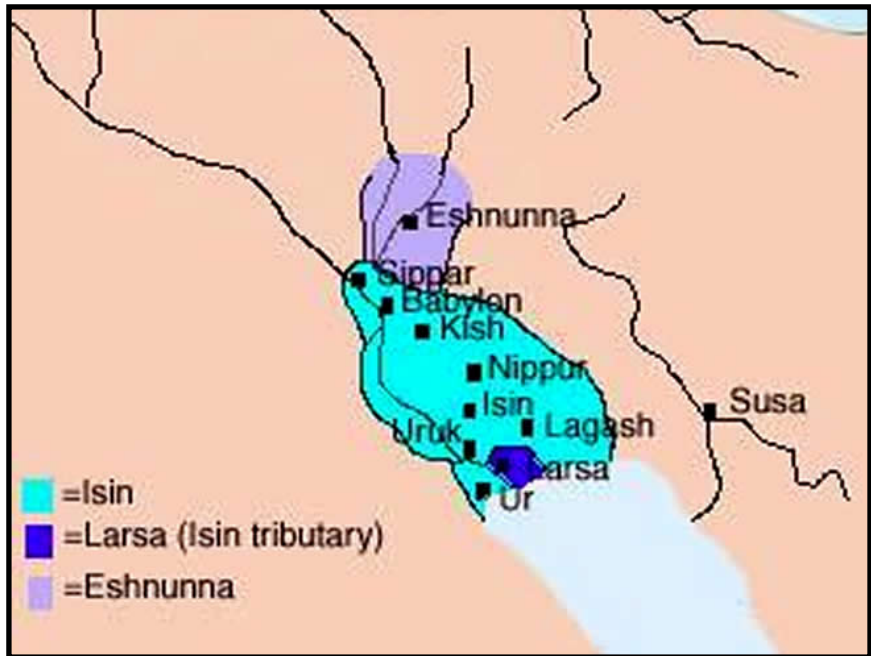 Eshnunna
Sippar
Babylon
Kish
Nippur
Isin
Lagash
Susa
Uruk
Larsa
Ur
=Isin
=Larsa (Isin tributary)
=Eshnunna